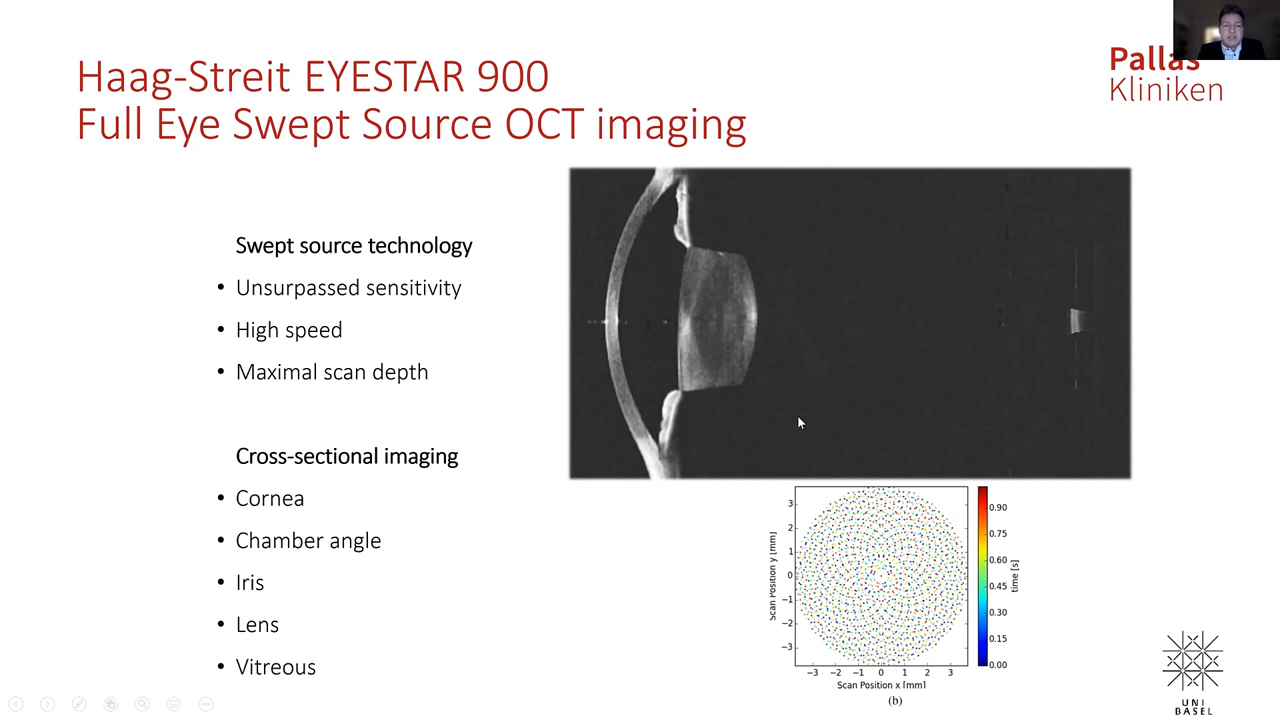 Haag-Streit EYESTAR 900
Full Eye Swept Source OCT imaging
Pallas
Kliniken
Swept source technology
• Unsurpassed sensitivity
• High speed
• Maximal scan depth
Cross-sectional imaging
• Cornea
• Chamber angle
• Iris
• Lens
• Vitreous
Scan Position y [mm]
3
2
1
0
−1
−2
−3
−3 −2 −1 0 1 2 3
Scan Position x [mm]
(b)
0.90
0.75
0.60
0.45
0.30
0.15
0.00
time [s]
UNI
BASEL